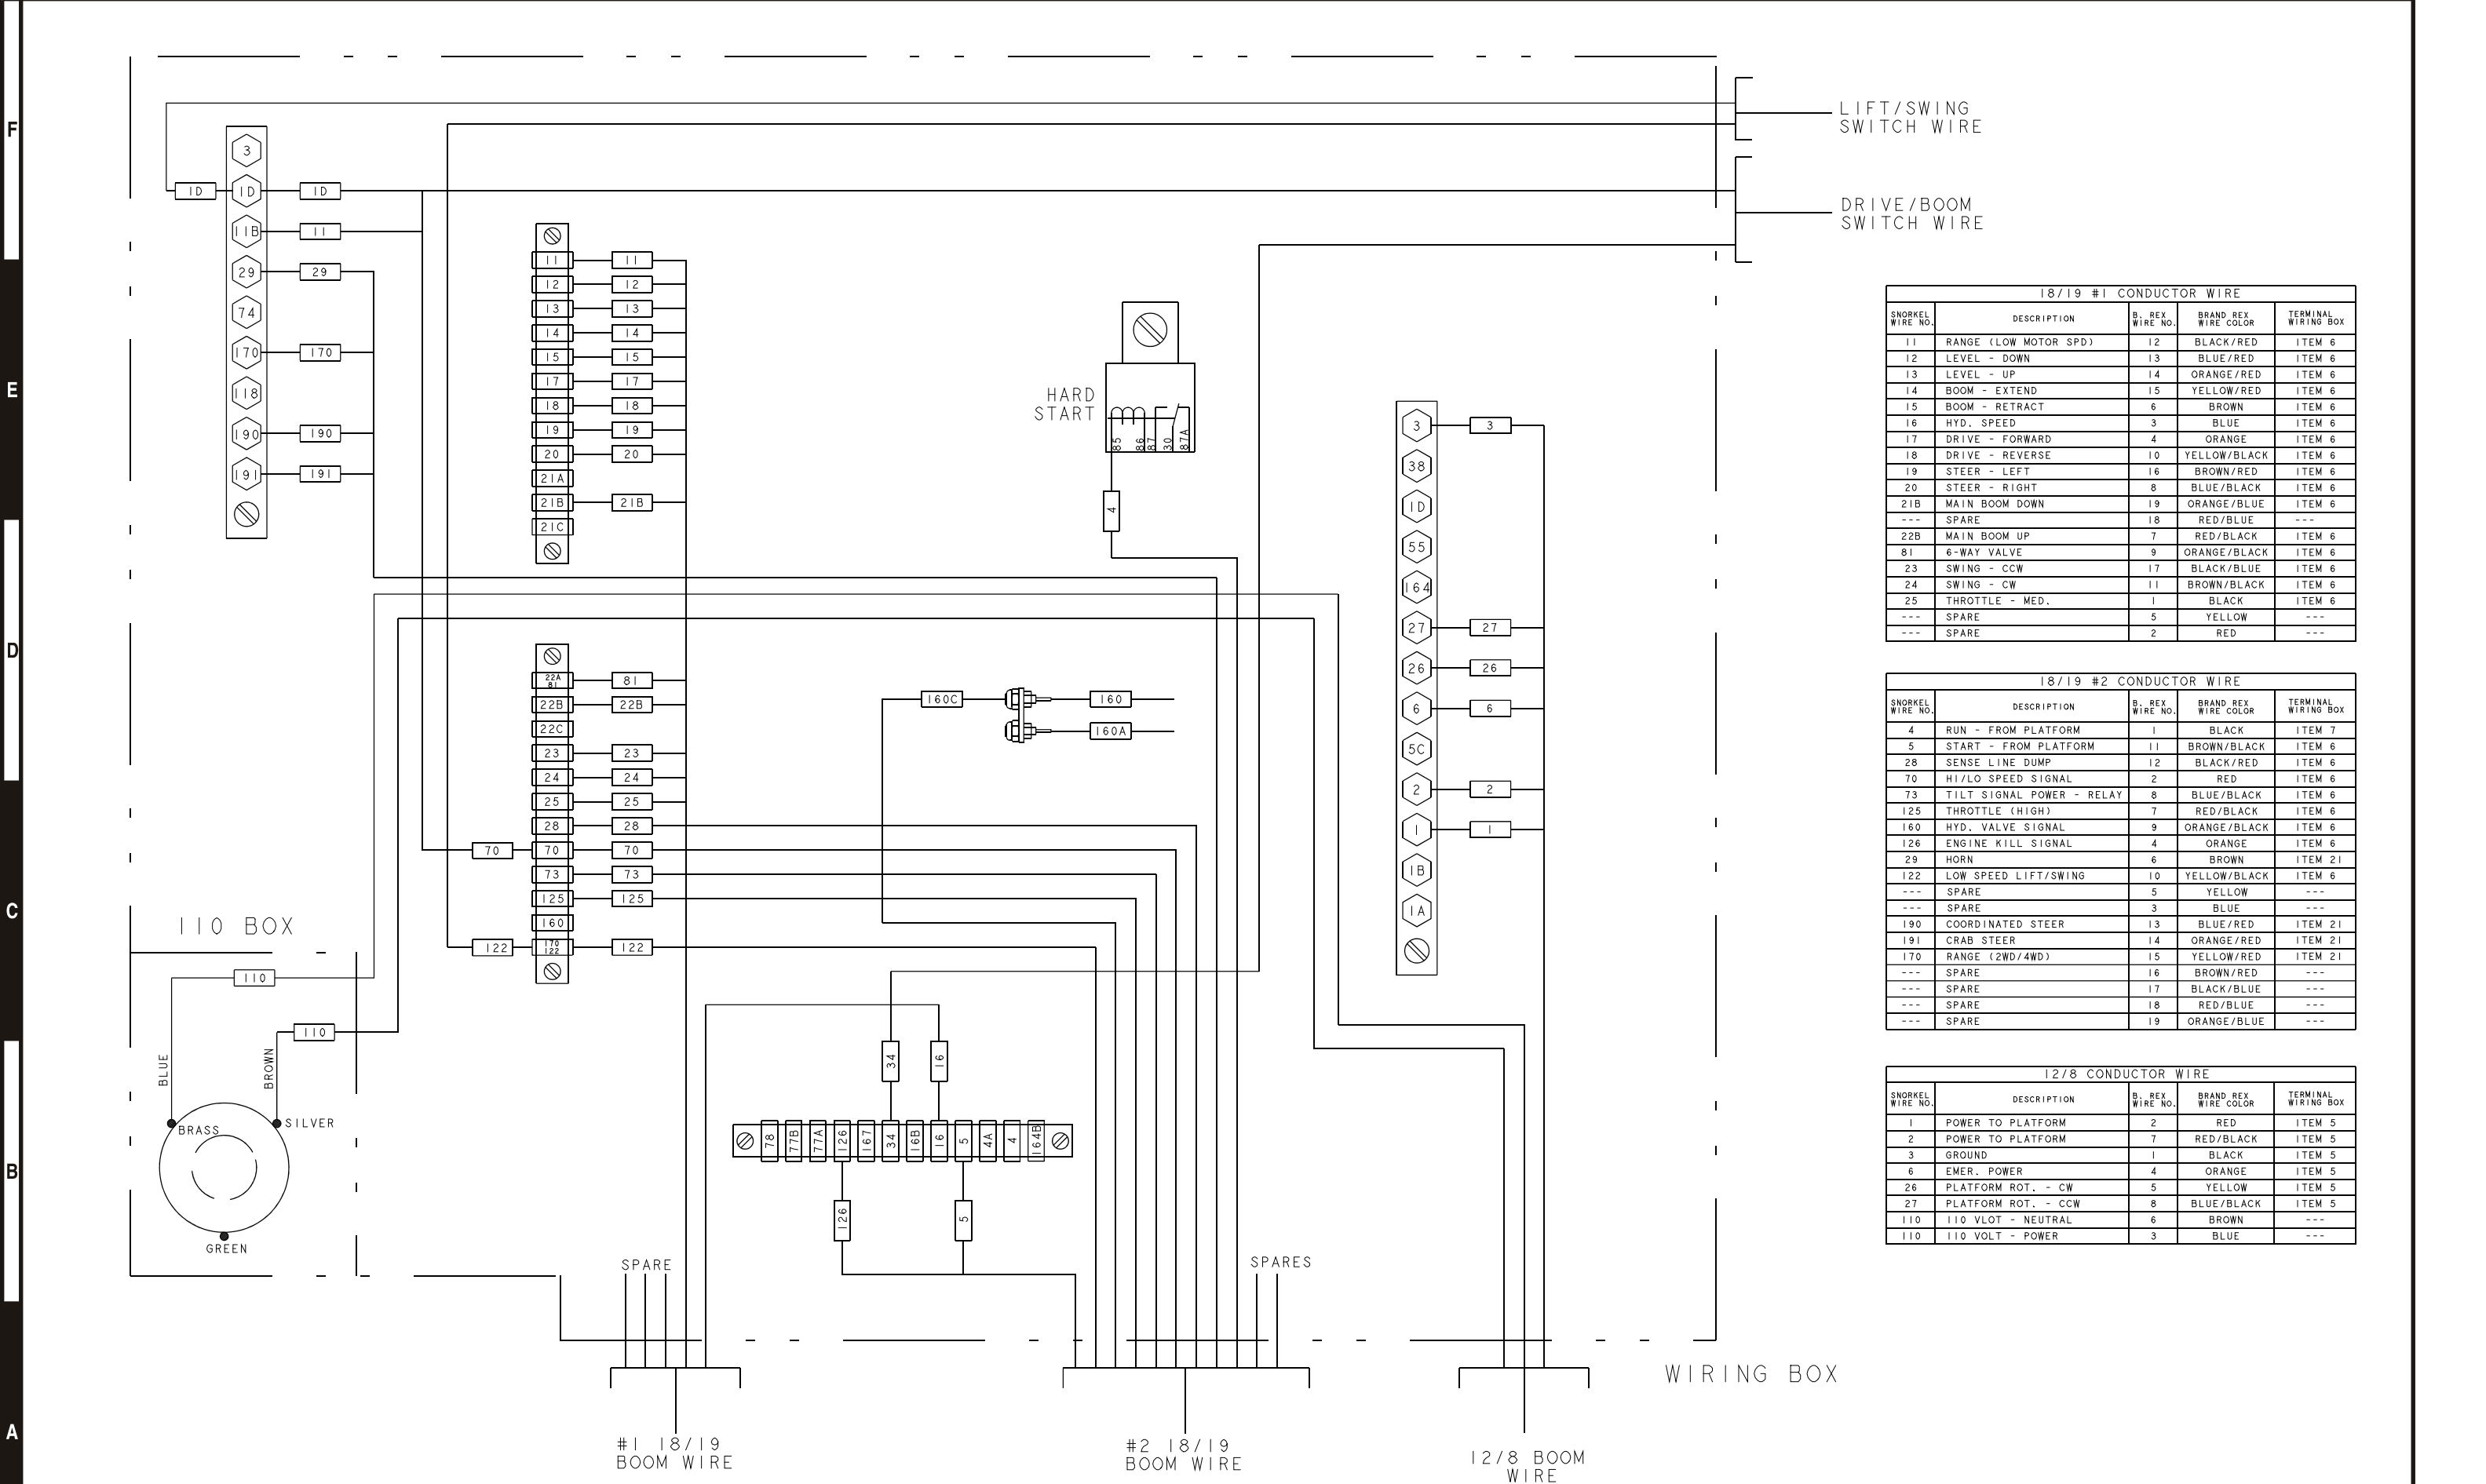 F
E
D
C
B
A
LIFT/SWING
SWITCH WIRE
DRIVE/BOOM
SWITCH WIRE
3
1D 1D 1D
11B 11
29 29
74
170 170
118
190 190
191 191
11 11
12 12
13 13
14 14
15 15
17 17
18 18
19 19
20 20
21A
21B 21B
21C
HARD
START
85 86 87 30 87A
4
3 3
38
1D
55
164
27 27
26 26
6 6
5C
2 2
1 1
1B
1A
22A
81 81
22B 22B
22C
23 23
24 24
25 25
28 28
70 70 70
73 73
125 125
160
122 170
122 122
160C 160
160A
110 BOX
110
110
BLUE
BROWN
BRASS
SILVER
GREEN
34 16
78 77B 77A 126 167 34 16B 16 5 4A 4 164B
126 5
SPARE
SPARES
#1 18/19
BOOM WIRE
#2 18/19
BOOM WIRE
12/8 BOOM
WIRE
WIRING BOX
18/19 #1 CONDUCTOR WIRE
SNORKEL WIRE NO. DESCRIPTION B. REX WIRE NO. BRAND REX WIRE COLOR TERMINAL WIRING BOX
11 RANGE (LOW MOTOR SPD) 12 BLACK/RED ITEM 6
12 LEVEL - DOWN 13 BLUE/RED ITEM 6
13 LEVEL - UP 14 ORANGE/RED ITEM 6
14 BOOM - EXTEND 15 YELLOW/RED ITEM 6
15 BOOM - RETRACT 6 BROWN ITEM 6
16 HYD. SPEED 3 BLUE ITEM 6
17 DRIVE - FORWARD 4 ORANGE ITEM 6
18 DRIVE - REVERSE 10 YELLOW/BLACK ITEM 6
19 STEER - LEFT 16 BROWN/RED ITEM 6
20 STEER - RIGHT 8 BLUE/BLACK ITEM 6
21B MAIN BOOM DOWN 19 ORANGE/BLUE ITEM 6
--- SPARE 18 RED/BLUE ---
22B MAIN BOOM UP 7 RED/BLACK ITEM 6
81 6-WAY VALVE 9 ORANGE/BLACK ITEM 6
23 SWING - CCW 17 BLACK/BLUE ITEM 6
24 SWING - CW 11 BROWN/BLACK ITEM 6
25 THROTTLE - MED. 1 BLACK ITEM 6
--- SPARE 5 YELLOW ---
--- SPARE 2 RED ---
18/19 #2 CONDUCTOR WIRE
SNORKEL WIRE NO. DESCRIPTION B. REX WIRE NO. BRAND REX WIRE COLOR TERMINAL WIRING BOX
4 RUN - FROM PLATFORM 1 BLACK ITEM 7
5 START - FROM PLATFORM 11 BROWN/BLACK ITEM 6
28 SENSE LINE DUMP 12 BLACK/RED ITEM 6
70 HI/LO SPEED SIGNAL 2 RED ITEM 6
73 TILT SIGNAL POWER - RELAY 8 BLUE/BLACK ITEM 6
125 THROTTLE (HIGH) 7 RED/BLACK ITEM 6
160 HYD. VALVE SIGNAL 9 ORANGE/BLACK ITEM 6
126 ENGINE KILL SIGNAL 4 ORANGE ITEM 6
29 HORN 6 BROWN ITEM 21
122 LOW SPEED LIFT/SWING 10 YELLOW/BLACK ITEM 6
--- SPARE 5 YELLOW ---
--- SPARE 3 BLUE ---
190 COORDINATED STEER 13 BLUE/RED ITEM 21
191 CRAB STEER 14 ORANGE/RED ITEM 21
170 RANGE (2WD/4WD) 15 YELLOW/RED ITEM 21
--- SPARE 16 BROWN/RED ---
--- SPARE 17 BLACK/BLUE ---
--- SPARE 18 RED/BLUE ---
--- SPARE 19 ORANGE/BLUE ---
12/8 CONDUCTOR WIRE
SNORKEL WIRE NO. DESCRIPTION B. REX WIRE NO. BRAND REX WIRE COLOR TERMINAL WIRING BOX
1 POWER TO PLATFORM 2 RED ITEM 5
2 POWER TO PLATFORM 7 RED/BLACK ITEM 5
3 GROUND 1 BLACK ITEM 5
6 EMER. POWER 4 ORANGE ITEM 5
26 PLATFORM ROT. - CW 5 YELLOW ITEM 5
27 PLATFORM ROT. - CCW 8 BLUE/BLACK ITEM 5
110 110 VLOT - NEUTRAL 6 BROWN ---
110 110 VOLT - POWER 3 BLUE ---